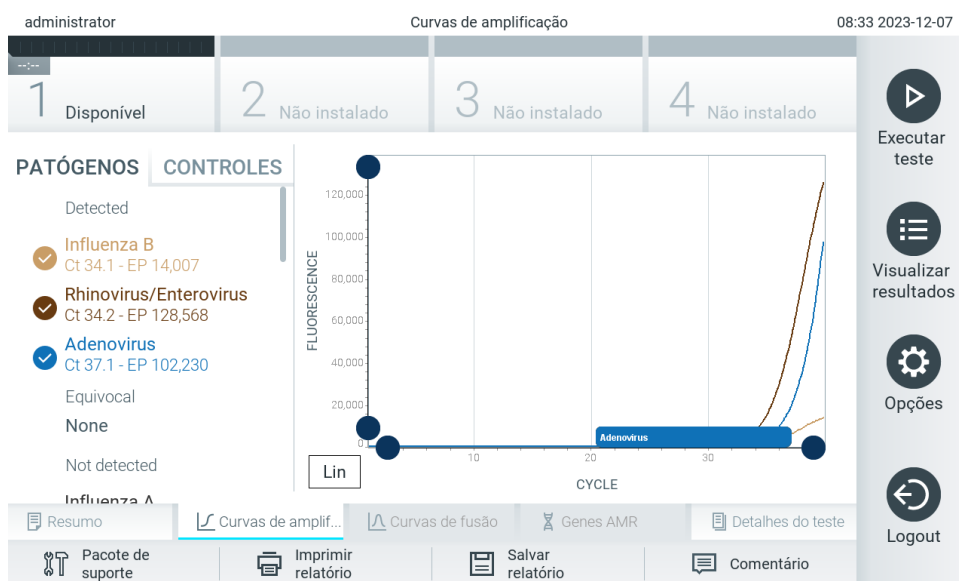 administrator
Curvas de amplificação
08:33 2023-12-07
--:--
1 Disponível
2 Não instalado
3 Não instalado
4 Não instalado
PATÓGENOS
CONTROLES
Detected
Influenza B
Ct 34.1 - EP 14,007
Rhinovirus/Enterovirus
Ct 34.2 - EP 128,568
Adenovirus
Ct 37.1 - EP 102,230
Equivocal
None
Not detected
Influenza A
FLUORESCENCE
120,000
100,000
80,000
60,000
40,000
20,000
0
Adenovirus
10
20
30
CYCLE
Lin
Executar
teste
Visualizar
resultados
Opções
Logout
Resumo
Curvas de amplif...
Curvas de fusão
Genes AMR
Detalhes do teste
Pacote de
suporte
Imprimir
relatório
Salvar
relatório
Comentário